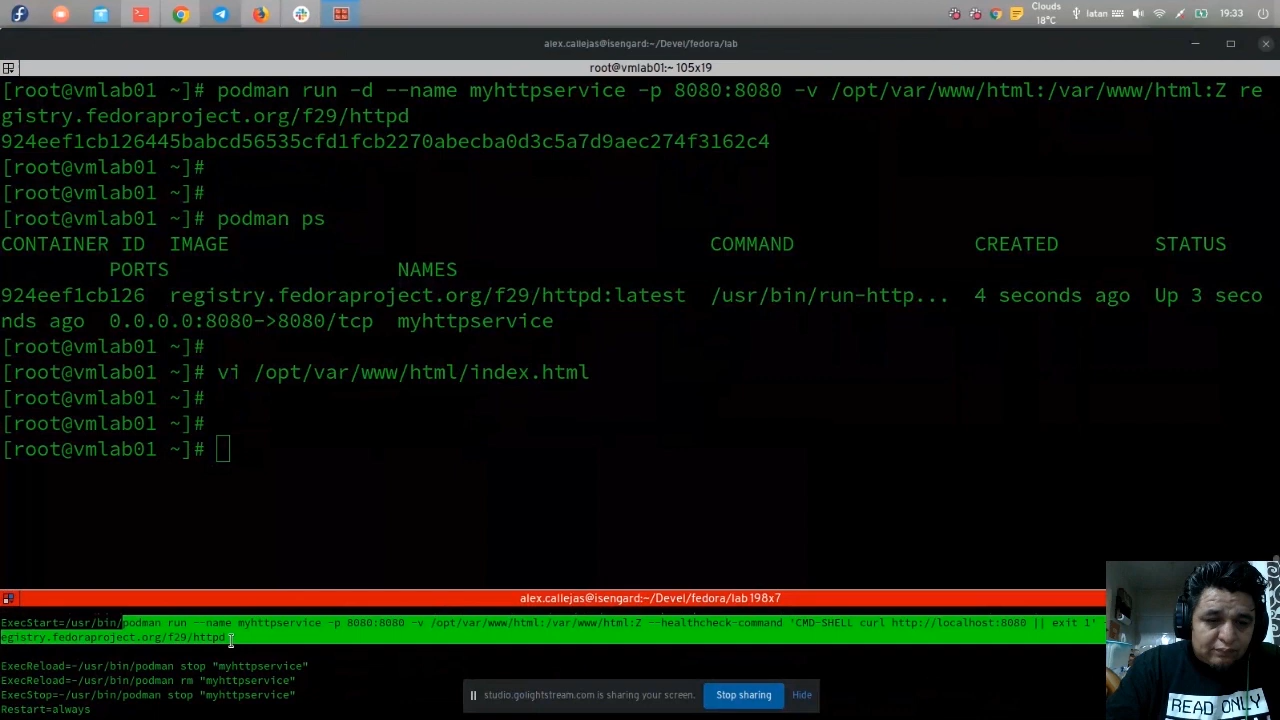 Clouds
18°C
latan
19:33
alex.callejas@isengard:~/Devel/fedora/lab
root@vmlab01:~ 105x19
[root@vmlab01 ~]# podman run -d --name myhttpservice -p 8080:8080 -v /opt/var/www/html:/var/www/html:Z re
gistry.fedoraproject.org/f29/httpd
924eef1cb126445babcd56535cfd1fcb2270abecba0d3c5a7d9aec274f3162c4
[root@vmlab01 ~]#
[root@vmlab01 ~]#
[root@vmlab01 ~]# podman ps
CONTAINER ID IMAGE COMMAND CREATED STATUS
PORTS NAMES
924eef1cb126 registry.fedoraproject.org/f29/httpd:latest /usr/bin/run-http... 4 seconds ago Up 3 seco
nds ago 0.0.0.0:8080->8080/tcp myhttpservice
[root@vmlab01 ~]#
[root@vmlab01 ~]# vi /opt/var/www/html/index.html
[root@vmlab01 ~]#
[root@vmlab01 ~]#
[root@vmlab01 ~]#
alex.callejas@isengard:~/Devel/fedora/lab 198x7
ExecStart=/usr/bin/podman run --name myhttpservice -p 8080:8080 -v /opt/var/www/html:/var/www/html:Z --healthcheck-command 'CMD-SHELL curl http://localhost:8080 || exit 1' -
egistry.fedoraproject.org/f29/httpd
ExecReload=-/usr/bin/podman stop "myhttpservice"
ExecReload=-/usr/bin/podman rm "myhttpservice"
ExecStop=-/usr/bin/podman stop "myhttpservice"
Restart=always
studio.golightstream.com is sharing your screen.
Stop sharing
Hide
READ ONLY